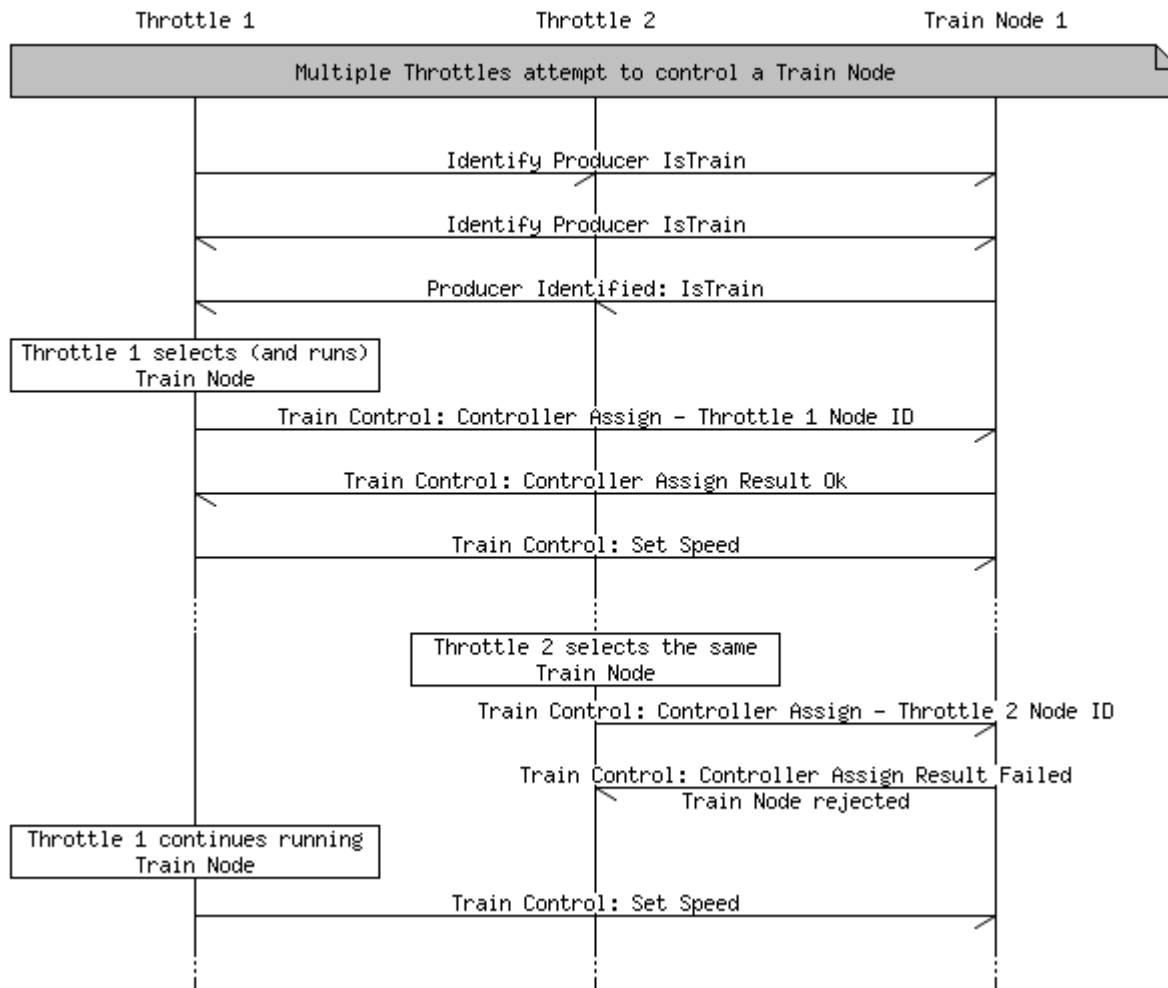 Throttle 1
Throttle 2
Train Node 1
Multiple Throttles attempt to control a Train Node
Identify Producer IsTrain
Identify Producer IsTrain
Producer Identified: IsTrain
Throttle 1 selects (and runs)
Train Node
Train Control: Controller Assign - Throttle 1 Node ID
Train Control: Controller Assign Result Ok
Train Control: Set Speed
Throttle 2 selects the same
Train Node
Train Control: Controller Assign - Throttle 2 Node ID
Train Control: Controller Assign Result Failed
Train Node rejected
Throttle 1 continues running
Train Node
Train Control: Set Speed